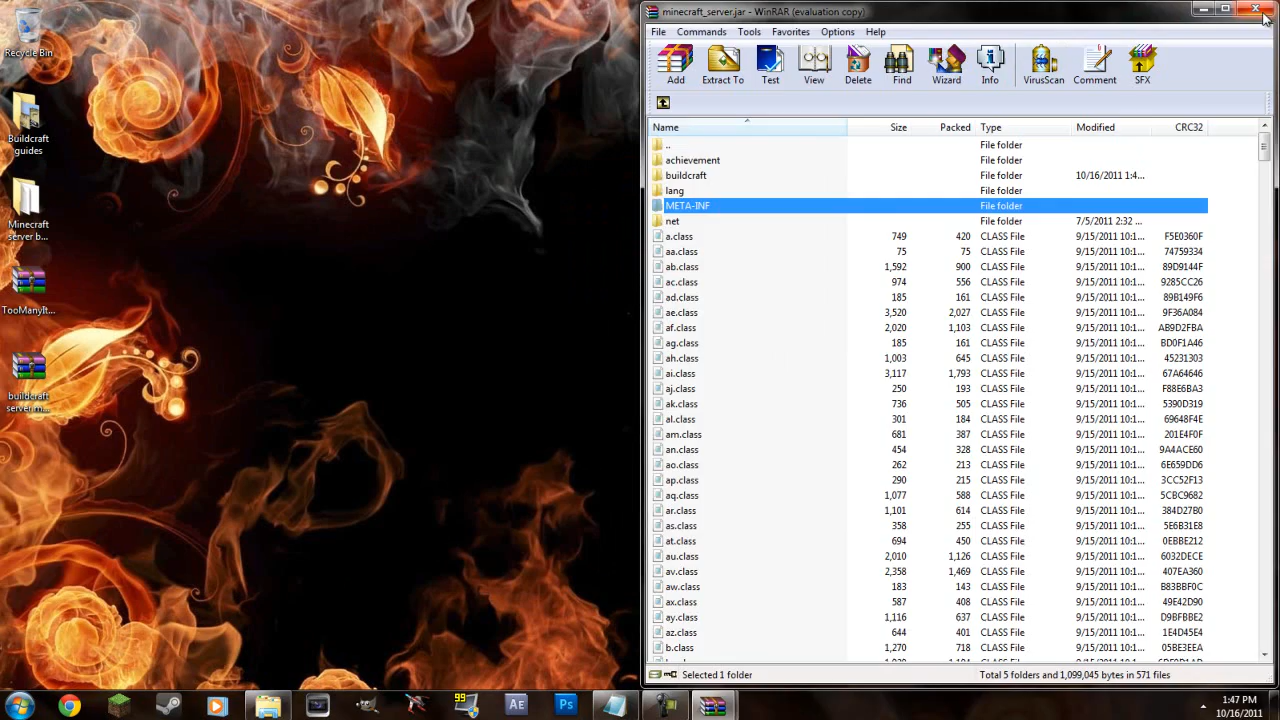 minecraft_server.jar - WinRAR (evaluation copy)
File Commands Tools Favorites Options Help
Add Extract To Test View Delete Find Wizard Info VirusScan Comment SFX
Name Size Packed Type Modified CRC32
.. File folder
achievement File folder
buildcraft File folder 10/16/2011 1:4...
lang File folder
META-INF File folder
net File folder 7/5/2011 2:32 ...
a.class 749 420 CLASS File 9/15/2011 10:1... F5E0360F
aa.class 75 75 CLASS File 9/15/2011 10:1... 74759334
ab.class 1,592 900 CLASS File 9/15/2011 10:1... 89D9144F
ac.class 974 556 CLASS File 9/15/2011 10:1... 9285CC26
ad.class 185 161 CLASS File 9/15/2011 10:1... 89B149F6
ae.class 3,520 2,027 CLASS File 9/15/2011 10:1... 9F36A084
af.class 2,020 1,103 CLASS File 9/15/2011 10:1... AB9D2FBA
ag.class 185 161 CLASS File 9/15/2011 10:1... BD0F1A46
ah.class 1,003 645 CLASS File 9/15/2011 10:1... 45231303
ai.class 3,117 1,793 CLASS File 9/15/2011 10:1... 67A64646
aj.class 250 193 CLASS File 9/15/2011 10:1... F88E6BA3
ak.class 736 505 CLASS File 9/15/2011 10:1... 5390D319
al.class 301 184 CLASS File 9/15/2011 10:1... 69648F4E
am.class 681 387 CLASS File 9/15/2011 10:1... 201E4F0F
an.class 454 328 CLASS File 9/15/2011 10:1... 9A4ACE60
ao.class 262 213 CLASS File 9/15/2011 10:1... 6E659DD6
ap.class 290 215 CLASS File 9/15/2011 10:1... 3CC52F13
aq.class 1,077 588 CLASS File 9/15/2011 10:1... 5CBC9682
ar.class 1,101 614 CLASS File 9/15/2011 10:1... 384D27B0
as.class 358 255 CLASS File 9/15/2011 10:1... 5E6B31E8
at.class 694 450 CLASS File 9/15/2011 10:1... 0EBBE212
au.class 2,010 1,126 CLASS File 9/15/2011 10:1... 6032DECE
av.class 2,358 1,469 CLASS File 9/15/2011 10:1... 407EA360
aw.class 183 143 CLASS File 9/15/2011 10:1... B83BBF0C
ax.class 587 408 CLASS File 9/15/2011 10:1... 49E42D90
ay.class 1,116 637 CLASS File 9/15/2011 10:1... D9BFBBE2
az.class 644 401 CLASS File 9/15/2011 10:1... 1E4D45E4
b.class 1,270 718 CLASS File 9/15/2011 10:1... 05BE3EEA
Selected 1 folder Total 5 folders and 1,099,045 bytes in 571 files
Recycle Bin
Buildcraft
guides
Minecraft
server b...
TooManyIt...
buildcraft
server m...
99
Ae
Ps
1:47 PM
10/16/2011